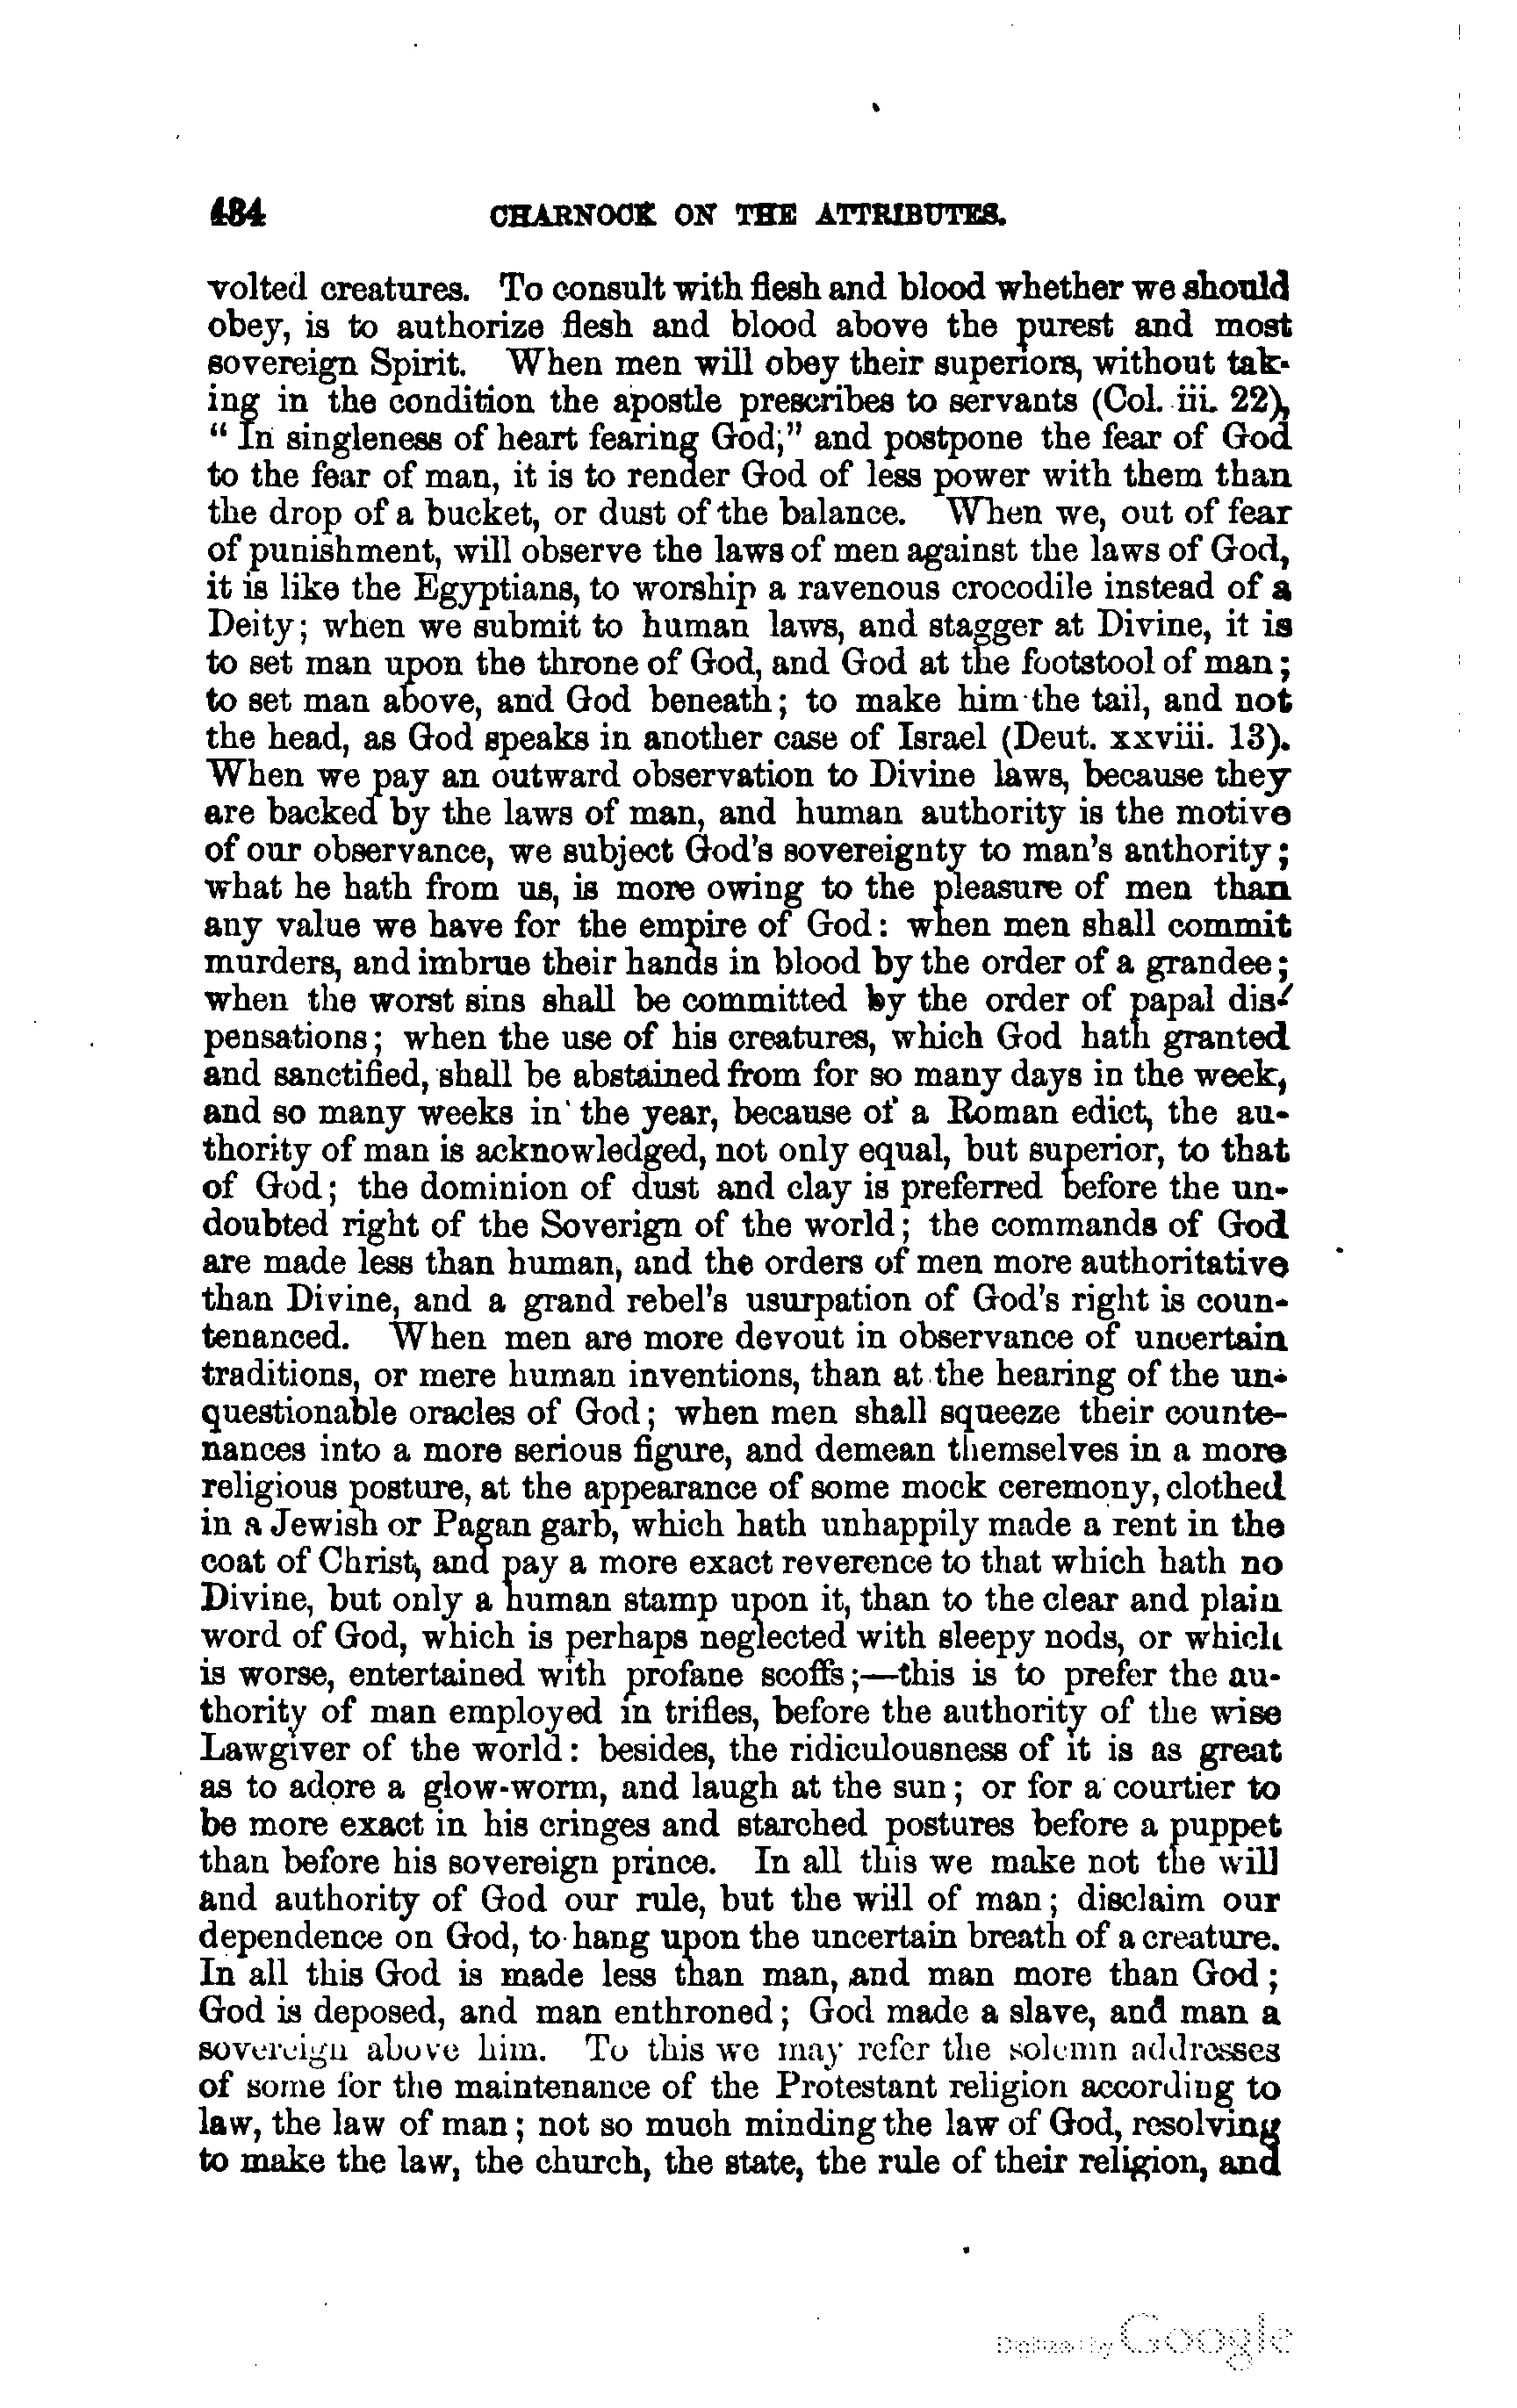 484 CHARNOCK ON THE ATTRIBUTES.
volted creatures. To consult with flesh and blood whether we should
obey, is to authorize flesh and blood above the purest and most
sovereign Spirit. When men will obey their superiors, without tak-
ing in the condition the apostle prescribes to servants (Col. iii. 22),
“ In singleness of heart fearing God;” and postpone the fear of God
to the fear of man, it is to render God of less power with them than
the drop of a bucket, or dust of the balance. When we, out of fear
of punishment, will observe the laws of men against the laws of God,
it is like the Egyptians, to worship a ravenous crocodile instead of a
Deity; when we submit to human laws, and stagger at Divine, it is
to set man upon the throne of God, and God at the footstool of man;
to set man above, and God beneath; to make him the tail, and not
the head, as God speaks in another case of Israel (Deut. xxviii. 13).
When we pay an outward observation to Divine laws, because they
are backed by the laws of man, and human authority is the motive
of our observance, we subject God's sovereignty to man's anthority;
what he hath from us, is more owing to the pleasure of men than
any value we have for the empire of God: when men shall commit
murders, and imbrue their hands in blood by the order of a grandee;
when the worst sins shall be committed by the order of papal dis-
pensations; when the use of his creatures, which God hath granted
and sanctified, shall be abstained from for so many days in the week,
and so many weeks in the year, because of a Roman edict, the au-
thority of man is acknowledged, not only equal, but superior, to that
of God; the dominion of dust and clay is preferred before the un-
doubted right of the Soverign of the world; the commands of God
are made less than human, and the orders of men more authoritative
than Divine, and a grand rebel's usurpation of God's right is coun-
tenanced. When men are more devout in observance of uncertain
traditions, or mere human inventions, than at the hearing of the un-
questionable oracles of God; when men shall squeeze their counte-
nances into a more serious figure, and demean themselves in a more
religious posture, at the appearance of some mock ceremony, clothed
in a Jewish or Pagan garb, which hath unhappily made a rent in the
coat of Christ, and pay a more exact reverence to that which hath no
Divine, but only a human stamp upon it, than to the clear and plain
word of God, which is perhaps neglected with sleepy nods, or which
is worse, entertained with profane scoffs;—this is to prefer the au-
thority of man employed in trifles, before the authority of the wise
Lawgiver of the world: besides, the ridiculousness of it is as great
as to adore a glow-worm, and laugh at the sun; or for a courtier to
be more exact in his cringes and starched postures before a puppet
than before his sovereign prince. In all this we make not the will
and authority of God our rule, but the will of man; disclaim our
dependence on God, to hang upon the uncertain breath of a creature.
In all this God is made less than man, and man more than God;
God is deposed, and man enthroned; God made a slave, and man a
sovereign above him. To this we may refer the solemn addresses
of some for the maintenance of the Protestant religion according to
law, the law of man; not so much minding the law of God, resolving
to make the law, the church, the state, the rule of their religion, and
Digitized by Google